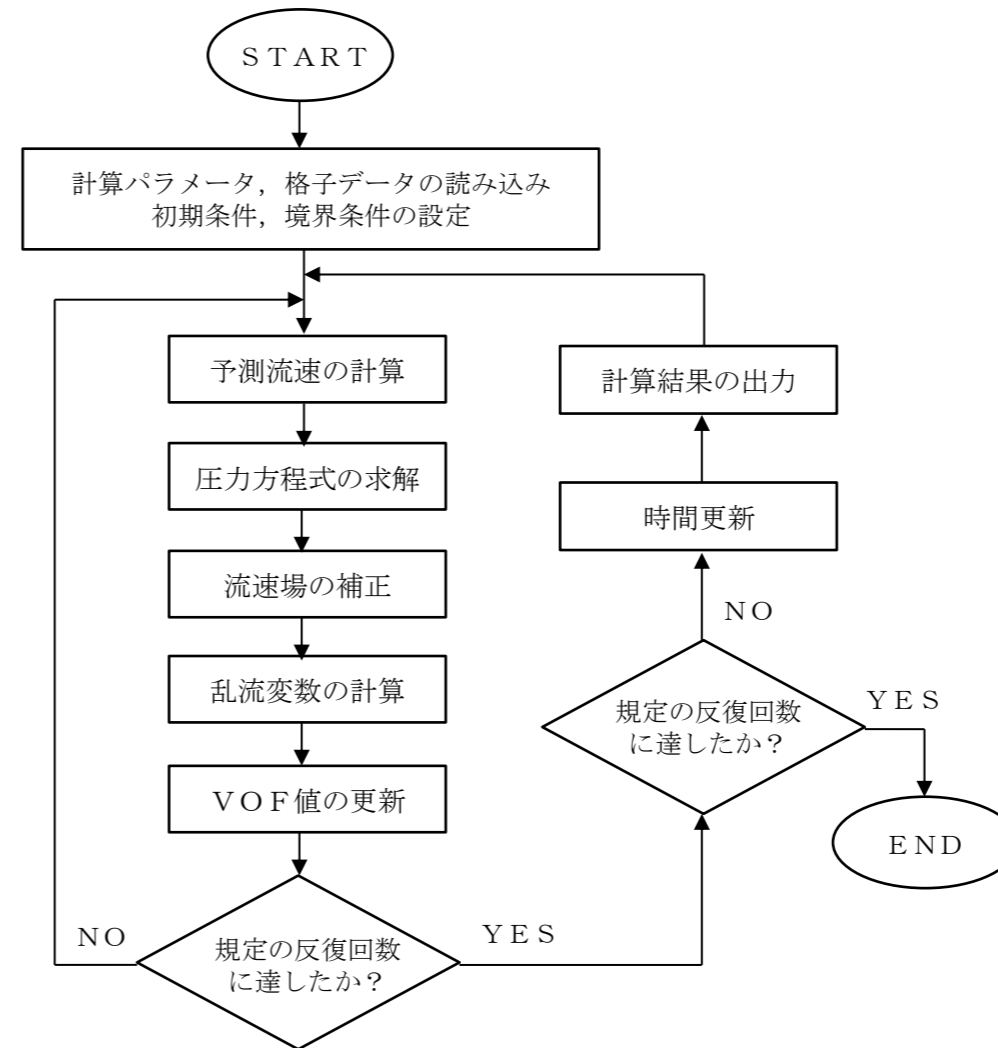 ＳＴＡＲＴ
計算パラメータ，格子データの読み込み
初期条件，境界条件の設定
予測流速の計算
圧力方程式の求解
流速場の補正
乱流変数の計算
ＶＯＦ値の更新
規定の反復回数
に達したか？
ＮＯ
ＹＥＳ
計算結果の出力
時間更新
ＮＯ
規定の反復回数
に達したか？
ＹＥＳ
ＥＮＤ